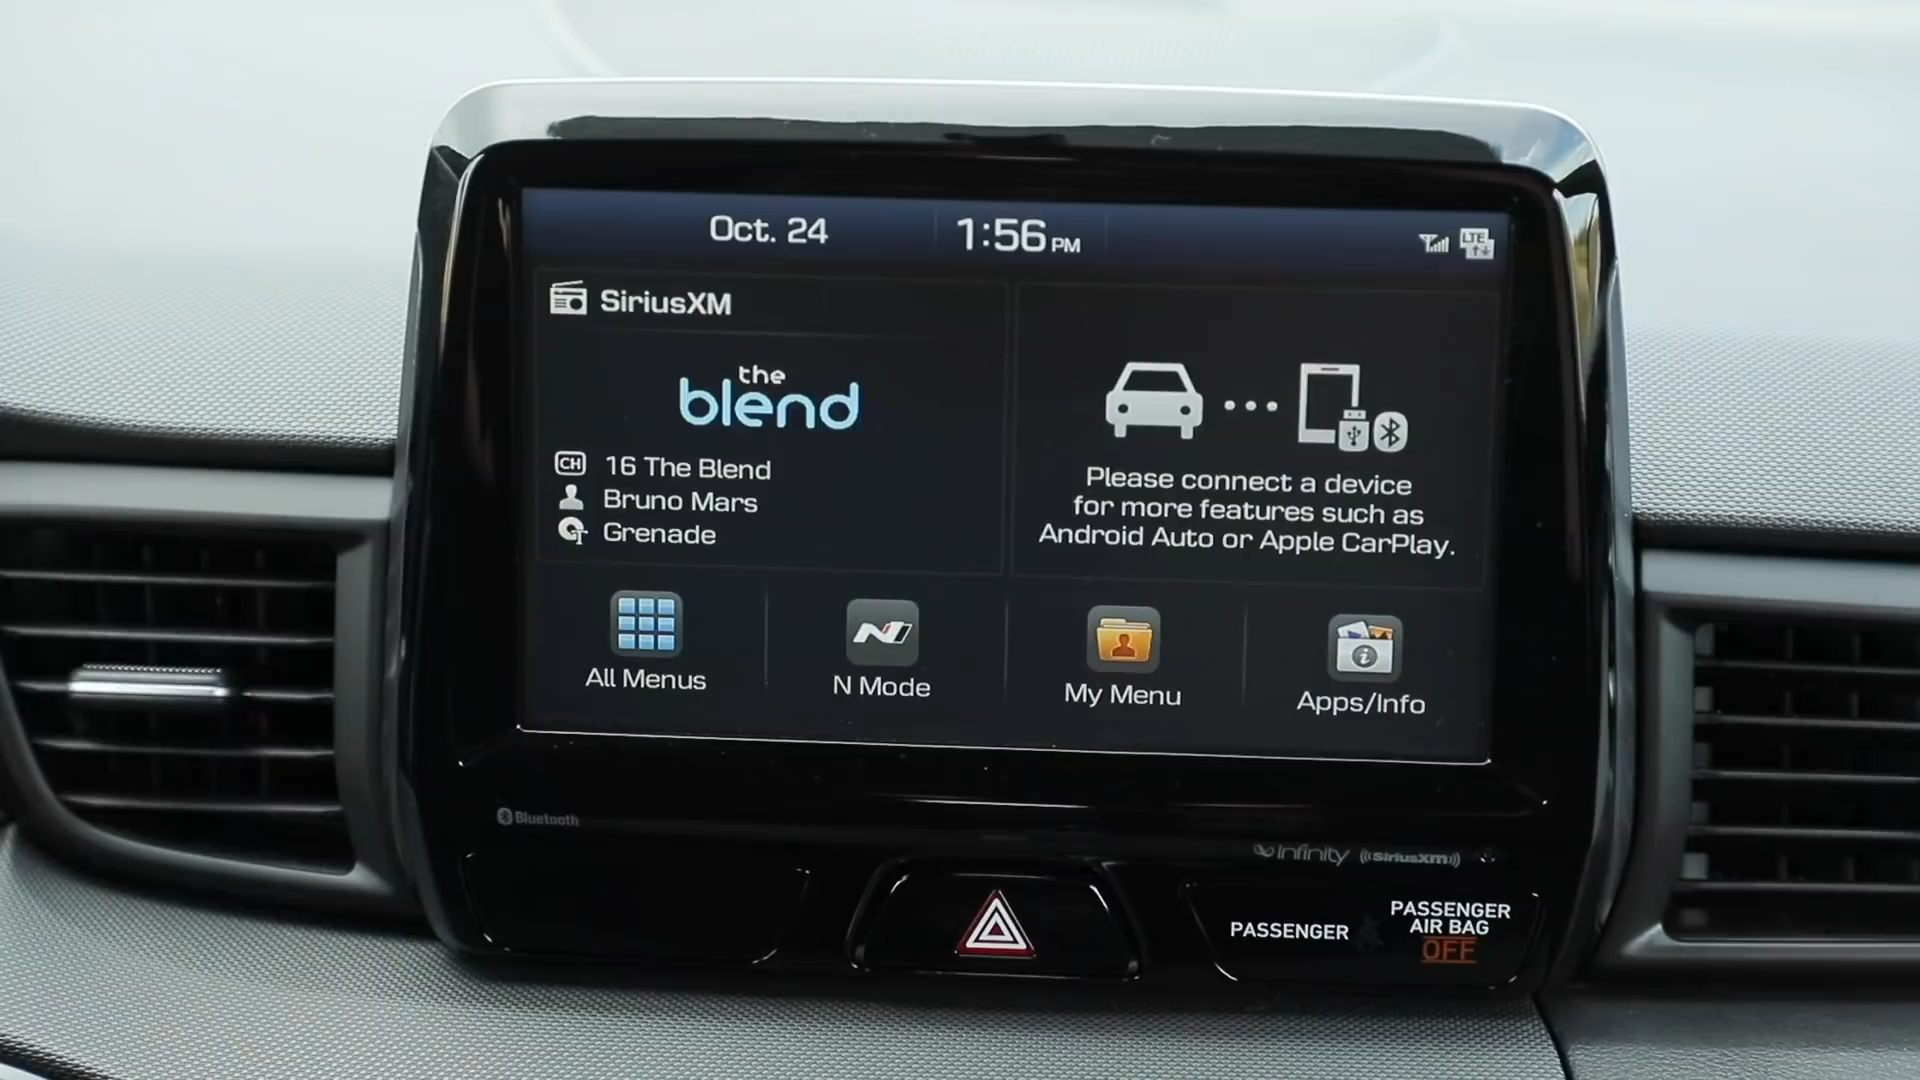 Oct. 24
1:56 PM
LTE
SiriusXM
the
blend
CH 16 The Blend
Bruno Mars
Grenade
Please connect a device
for more features such as
Android Auto or Apple CarPlay.
All Menus
N Mode
My Menu
Apps/Info
Bluetooth
Infinity
((SiriusXM))
PASSENGER
PASSENGER
AIR BAG
OFF